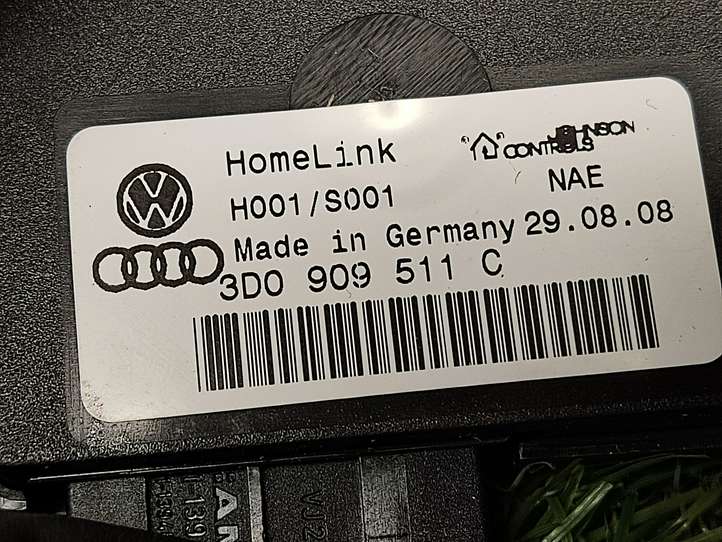 HomeLink
JOHNSON
CONTROLS
H001/S001
NAE
Made in Germany 29.08.08
3D0 909 511 C